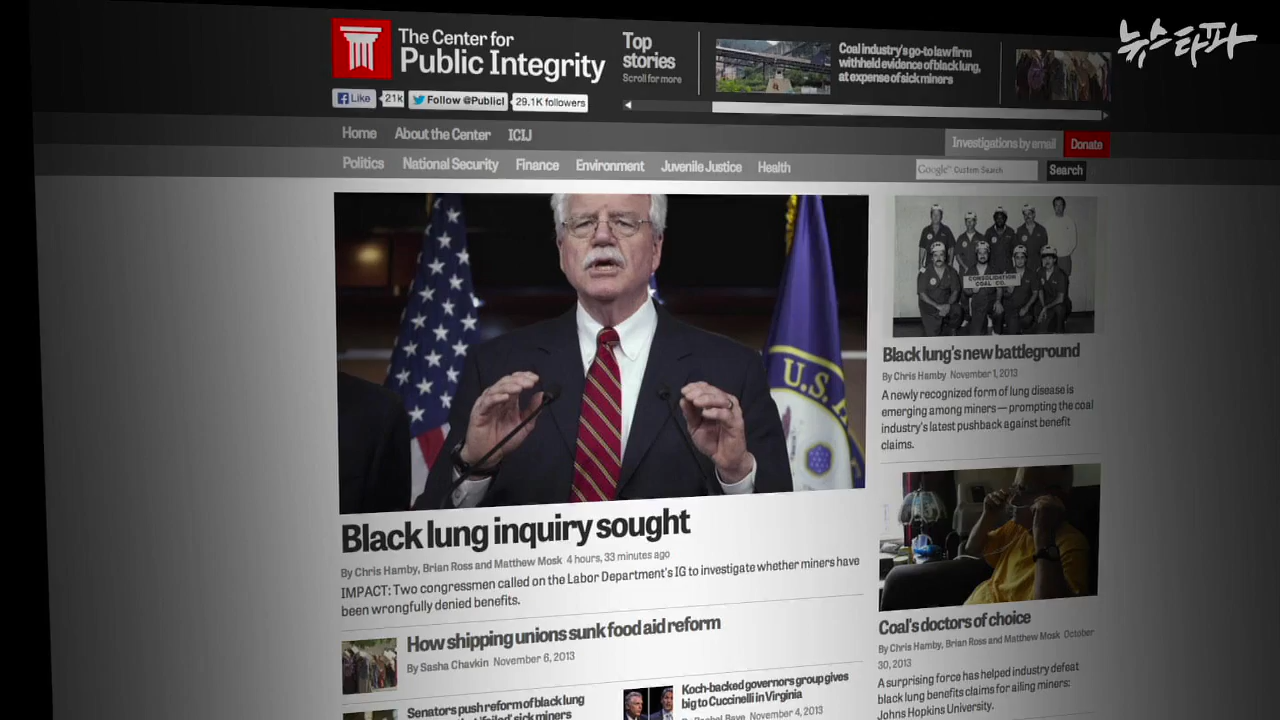 뉴스타파
The Center for
Public Integrity
Like
21k
Follow @PublicI
29.1K followers
Top
stories
Scroll for more
Coal industry's go-to law firm
withheld evidence of black lung,
at expense of sick miners
Home
About the Center
ICIJ
Investigations by email
Donate
Politics
National Security
Finance
Environment
Juvenile Justice
Health
Google™ Custom Search
Search
U.S.
Black lung inquiry sought
By Chris Hamby, Brian Ross and Matthew Mosk 4 hours, 33 minutes ago
IMPACT: Two congressmen called on the Labor Department's IG to investigate whether miners have
been wrongfully denied benefits.
How shipping unions sunk food aid reform
By Sasha Chavkin November 6, 2013
Senators push reform of black lung
'failed' sick miners
Koch-backed governors group gives
big to Cuccinelli in Virginia
November 4, 2013
CONSOLIDATION
COAL CO.
Black lung's new battleground
By Chris Hamby November 1, 2013
A newly recognized form of lung disease is
emerging among miners — prompting the coal
industry's latest pushback against benefit
claims.
Coal's doctors of choice
By Chris Hamby, Brian Ross and Matthew Mosk October
30, 2013
A surprising force has helped industry defeat
black lung benefits claims for ailing miners:
Johns Hopkins University.